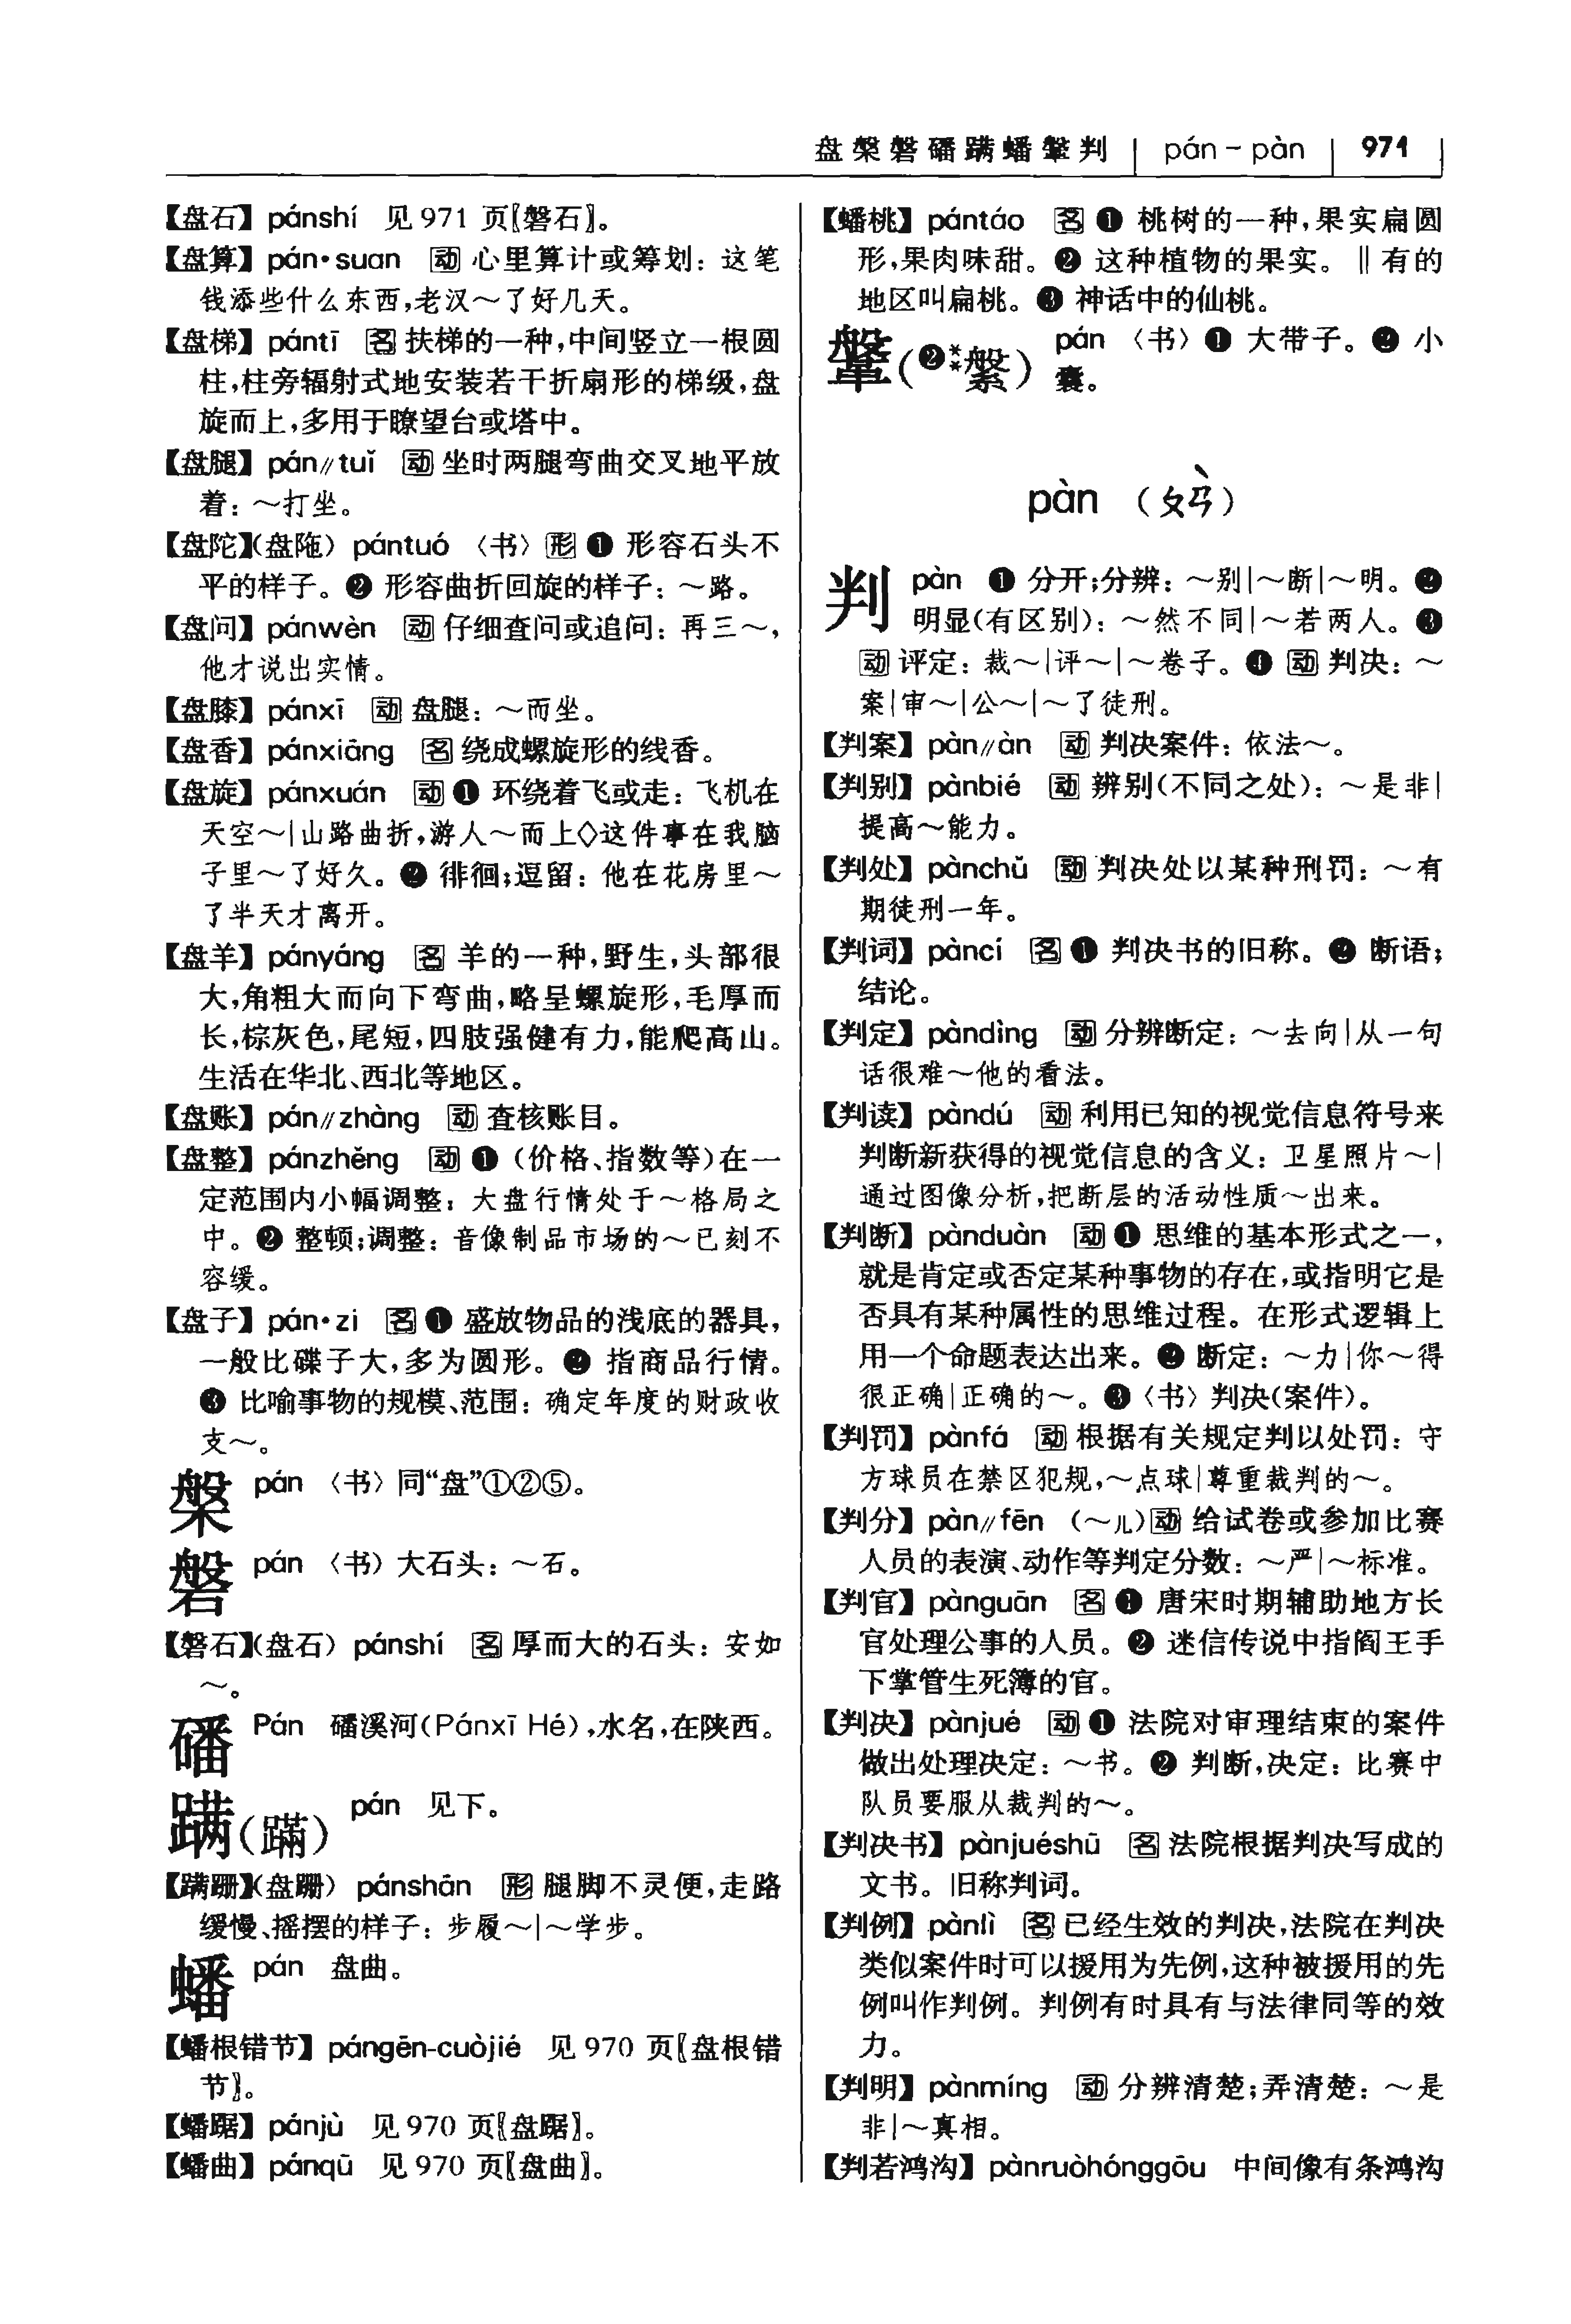 盘槃磐磻蹒蟠鞶判 | pán – pàn | 971
【盘石】 pánshí 见 971 页〖磐石〗。
【盘算】 pán·suan 动 心里算计或筹划：这笔
钱添些什么东西，老汉～了好几天。
【盘梯】 pántī 名 扶梯的一种，中间竖立一根圆
柱，柱旁辐射式地安装若干折扇形的梯级，盘
旋而上，多用于瞭望台或塔中。
【盘腿】 pán∥tuǐ 动 坐时两腿弯曲交叉地平放
着：～打坐。
【盘陀】（盘陁） pántuó 〈书〉 形 ❶ 形容石头不
平的样子。❷ 形容曲折回旋的样子：～路。
【盘问】 pánwèn 动 仔细查问或追问：再三～，
他才说出实情。
【盘膝】 pánxī 动 盘腿：～而坐。
【盘香】 pánxiāng 名 绕成螺旋形的线香。
【盘旋】 pánxuán 动 ❶ 环绕着飞或走：飞机在
天空～|山路曲折，游人～而上◇这件事在我脑
子里～了好久。❷ 徘徊；逗留：他在花房里～
了半天才离开。
【盘羊】 pányáng 名 羊的一种，野生，头部很
大，角粗大而向下弯曲，略呈螺旋形，毛厚而
长，棕灰色，尾短，四肢强健有力，能爬高山。
生活在华北、西北等地区。
【盘账】 pán∥zhàng 动 查核账目。
【盘整】 pánzhěng 动 ❶（价格、指数等）在一
定范围内小幅调整：大盘行情处于～格局之
中。❷ 整顿；调整：音像制品市场的～已刻不
容缓。
【盘子】 pán·zi 名 ❶ 盛放物品的浅底的器具，
一般比碟子大，多为圆形。❷ 指商品行情。
❸ 比喻事物的规模、范围：确定年度的财政收
支～。
槃 pán 〈书〉 同“盘”①②⑤。
磐 pán 〈书〉 大石头：～石。
【磐石】（盘石） pánshí 名 厚而大的石头：安如
～。
磻 Pán 磻溪河（Pánxī Hé），水名，在陕西。
蹒（蹣） pán 见下。
【蹒跚】（盘跚） pánshān 形 腿脚不灵便，走路
缓慢、摇摆的样子：步履～|～学步。
蟠 pán 盘曲。
【蟠根错节】 pángēn-cuòjié 见 970 页〖盘根错
节〗。
【蟠踞】 pánjù 见 970 页〖盘踞〗。
【蟠曲】 pánqū 见 970 页〖盘曲〗。
【蟠桃】 pántáo 名 ❶ 桃树的一种，果实扁圆
形，果肉味甜。❷ 这种植物的果实。‖ 有的
地区叫扁桃。❸ 神话中的仙桃。
鞶（❷**縏） pán 〈书〉 ❶ 大带子。❷ 小
囊。
pàn （ㄆㄢˋ）
判 pàn ❶ 分开；分辨：～别|～断|～明。❷
明显（有区别）：～然不同|～若两人。❸
动 评定：裁～|评～|～卷子。❹ 动 判决：～
案|审～|公～|～了徒刑。
【判案】 pàn∥àn 动 判决案件：依法～。
【判别】 pànbié 动 辨别（不同之处）：～是非|
提高～能力。
【判处】 pànchǔ 动 判决处以某种刑罚：～有
期徒刑一年。
【判词】 pàncí 名 ❶ 判决书的旧称。❷ 断语；
结论。
【判定】 pàndìng 动 分辨断定：～去向|从一句
话很难～他的看法。
【判读】 pàndú 动 利用已知的视觉信息符号来
判断新获得的视觉信息的含义：卫星照片～|
通过图像分析，把断层的活动性质～出来。
【判断】 pànduàn 动 ❶ 思维的基本形式之一，
就是肯定或否定某种事物的存在，或指明它是
否具有某种属性的思维过程。在形式逻辑上
用一个命题表达出来。❷ 断定：～力|你～得
很正确|正确的～。❸〈书〉 判决（案件）。
【判罚】 pànfá 动 根据有关规定判以处罚：守
方球员在禁区犯规，～点球|尊重裁判的～。
【判分】 pàn∥fēn （～儿）动 给试卷或参加比赛
人员的表演、动作等判定分数：～严|～标准。
【判官】 pànguān 名 ❶ 唐宋时期辅助地方长
官处理公事的人员。❷ 迷信传说中指阎王手
下掌管生死簿的官。
【判决】 pànjué 动 ❶ 法院对审理结束的案件
做出处理决定：～书。❷ 判断，决定：比赛中
队员要服从裁判的～。
【判决书】 pànjuéshū 名 法院根据判决写成的
文书。旧称判词。
【判例】 pànlì 名 已经生效的判决，法院在判决
类似案件时可以援用为先例，这种被援用的先
例叫作判例。判例有时具有与法律同等的效
力。
【判明】 pànmíng 动 分辨清楚；弄清楚：～是
非|～真相。
【判若鸿沟】 pànruòhónggōu 中间像有条鸿沟